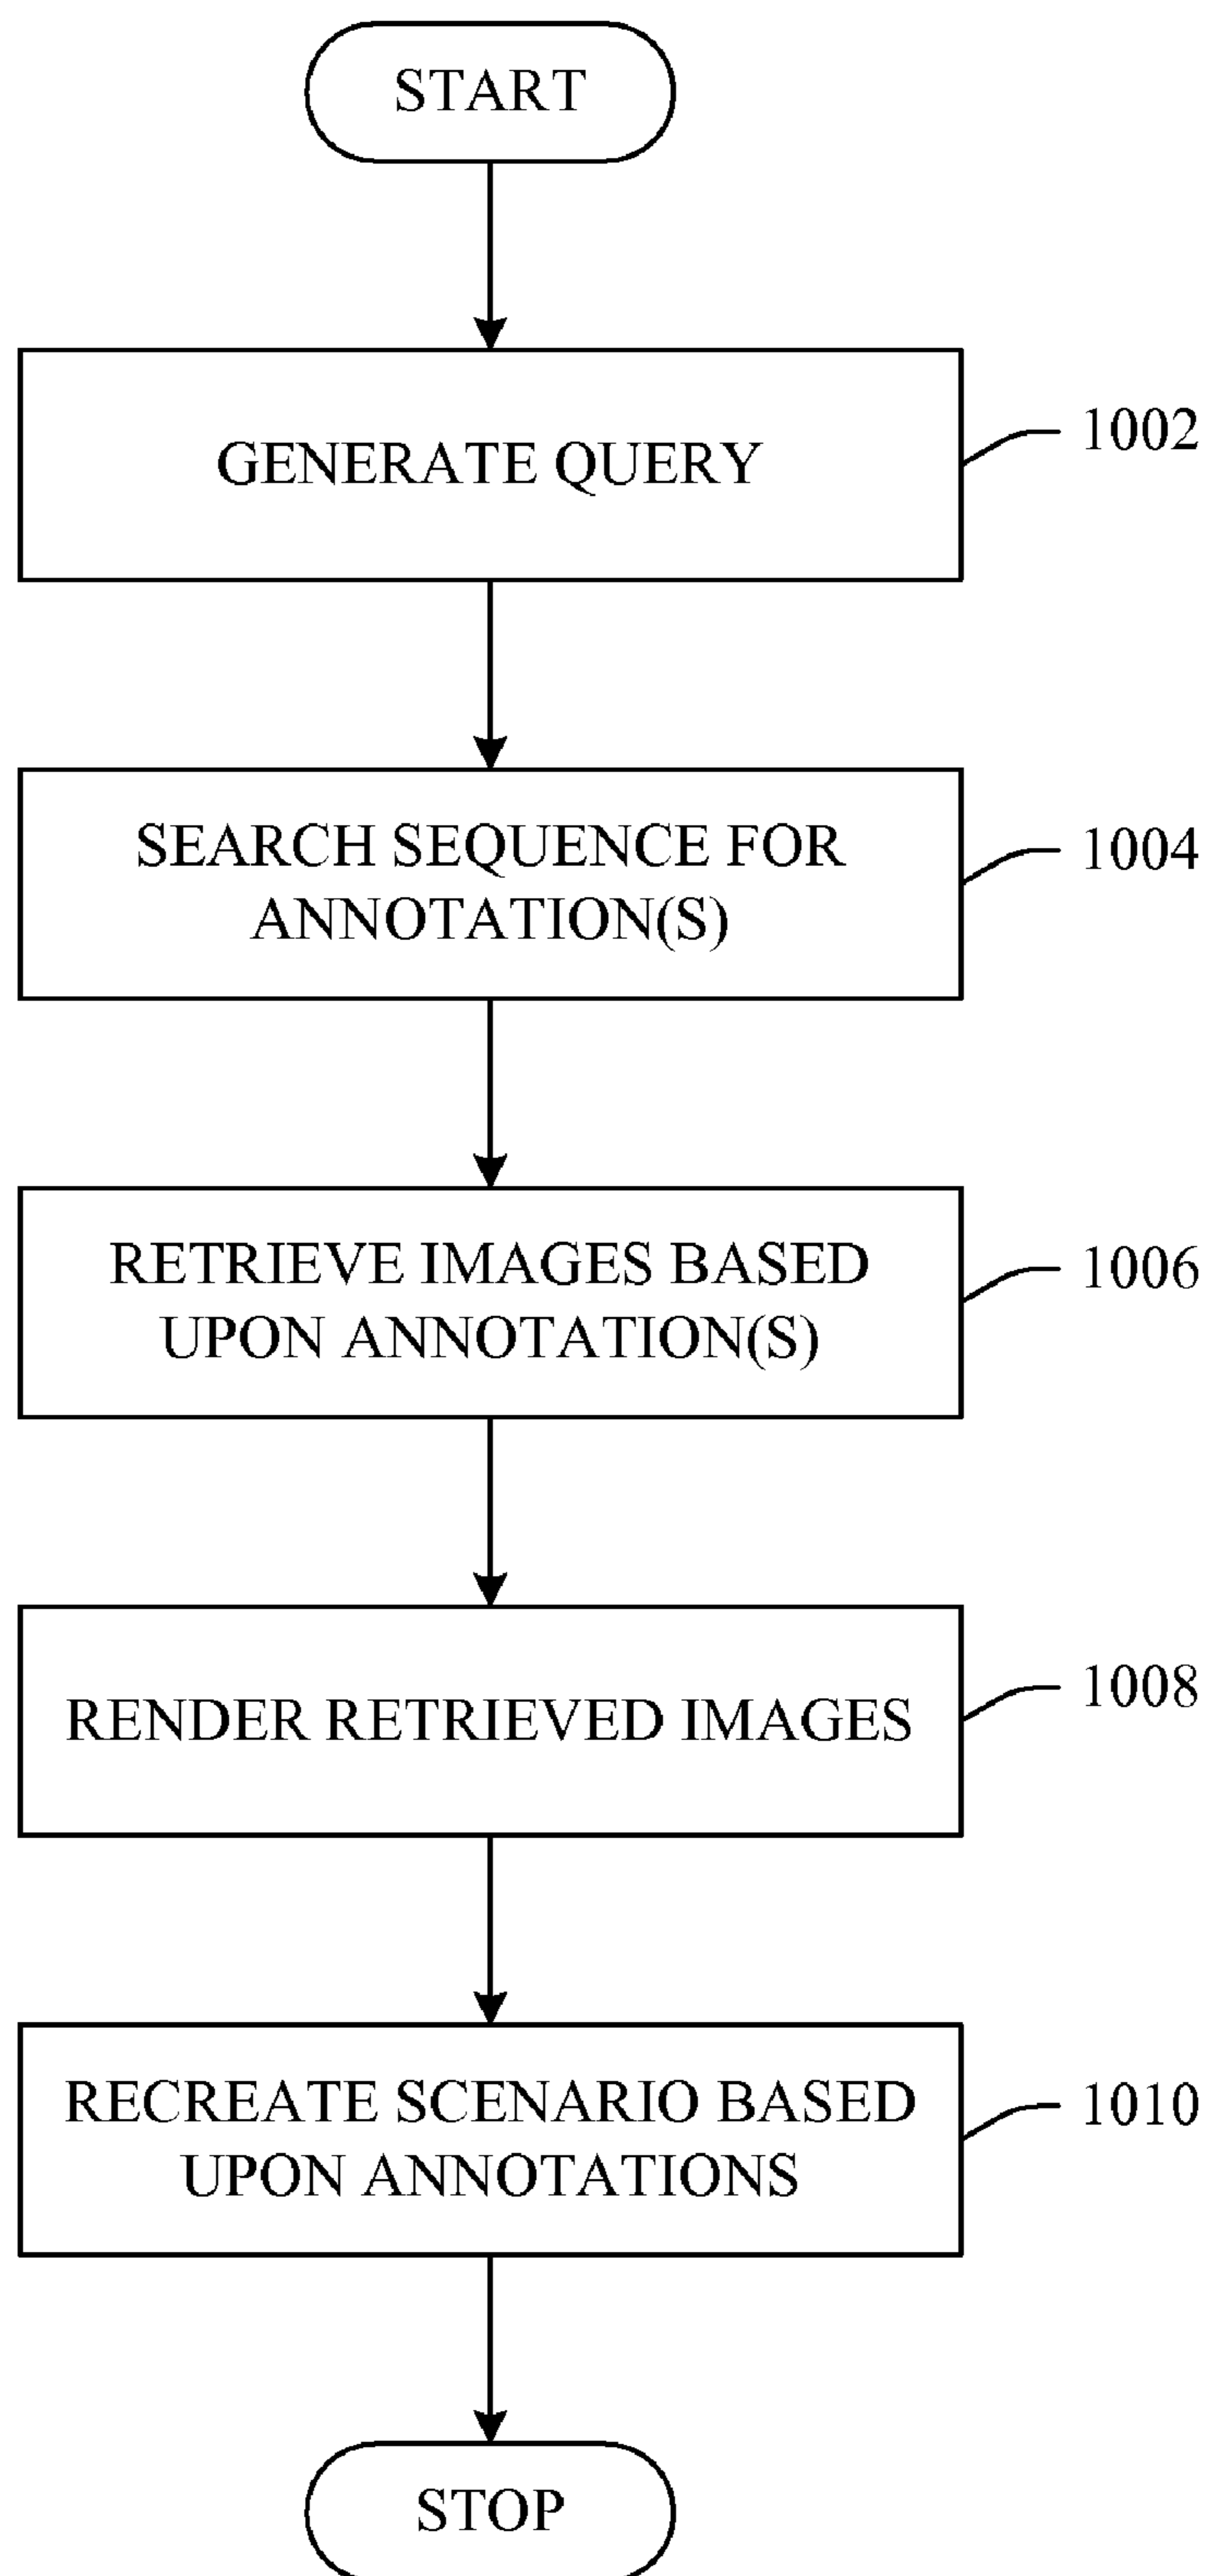 START
GENERATE QUERY
1002
SEARCH SEQUENCE FOR
ANNOTATION(S)
1004
RETRIEVE IMAGES BASED
UPON ANNOTATION(S)
1006
RENDER RETRIEVED IMAGES
1008
RECREATE SCENARIO BASED
UPON ANNOTATIONS
1010
STOP